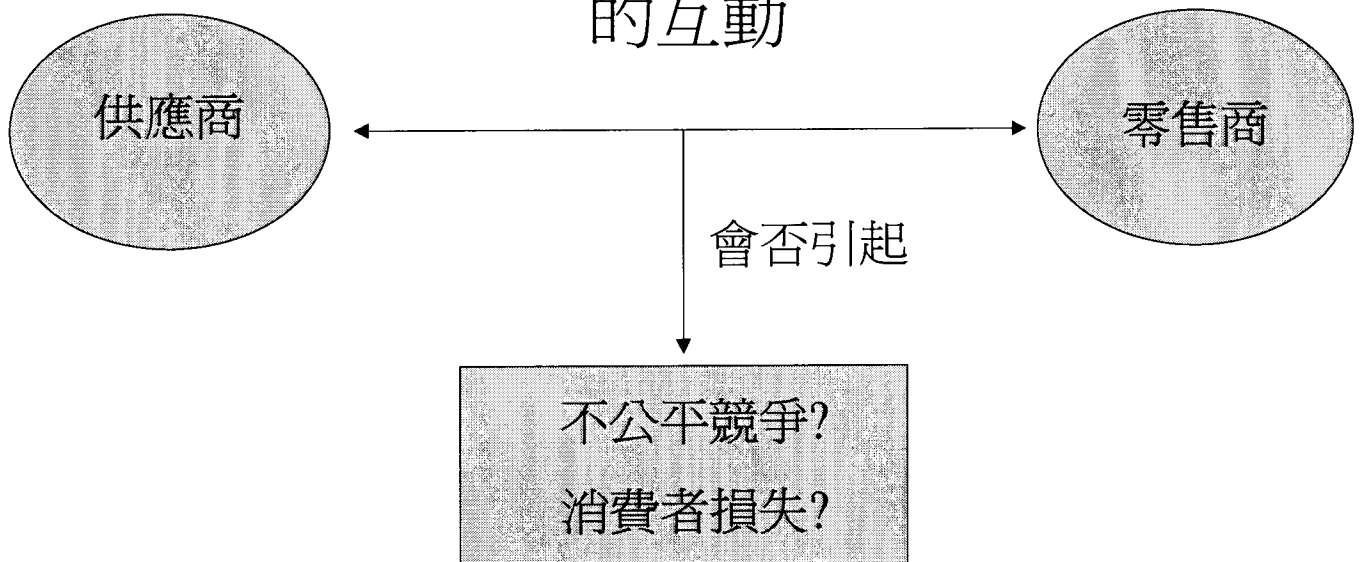 的互動
供應商
零售商
會否引起
不公平競爭?
消費者損失?